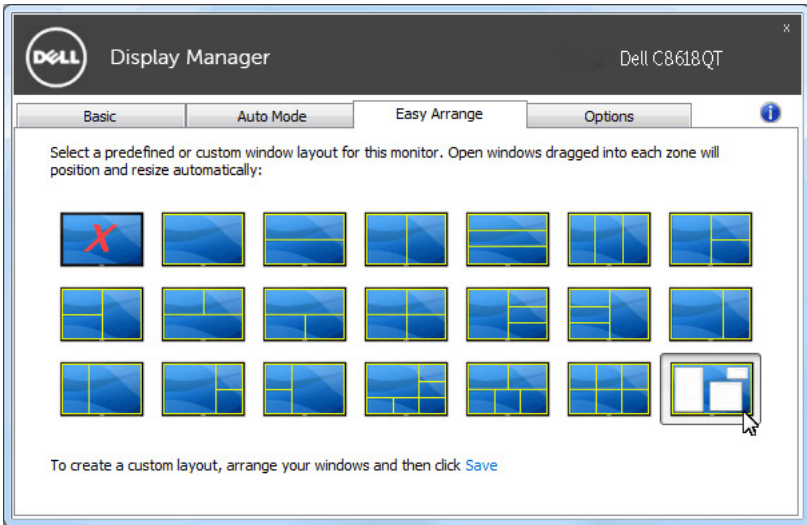 x
DELL Display Manager Dell C8618QT
Basic Auto Mode Easy Arrange Options i
Select a predefined or custom window layout for this monitor. Open windows dragged into each zone will
position and resize automatically:
X
To create a custom layout, arrange your windows and then click Save